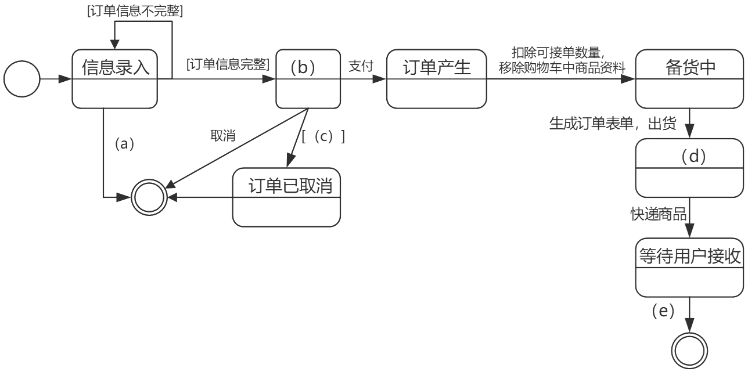 [订单信息不完整]
信息录入
[订单信息完整]
（b）
支付
订单产生
扣除可接单数量，
移除购物车中商品资料
备货中
（a）
取消
[（c）]
订单已取消
生成订单表单，出货
（d）
快递商品
等待用户接收
（e）